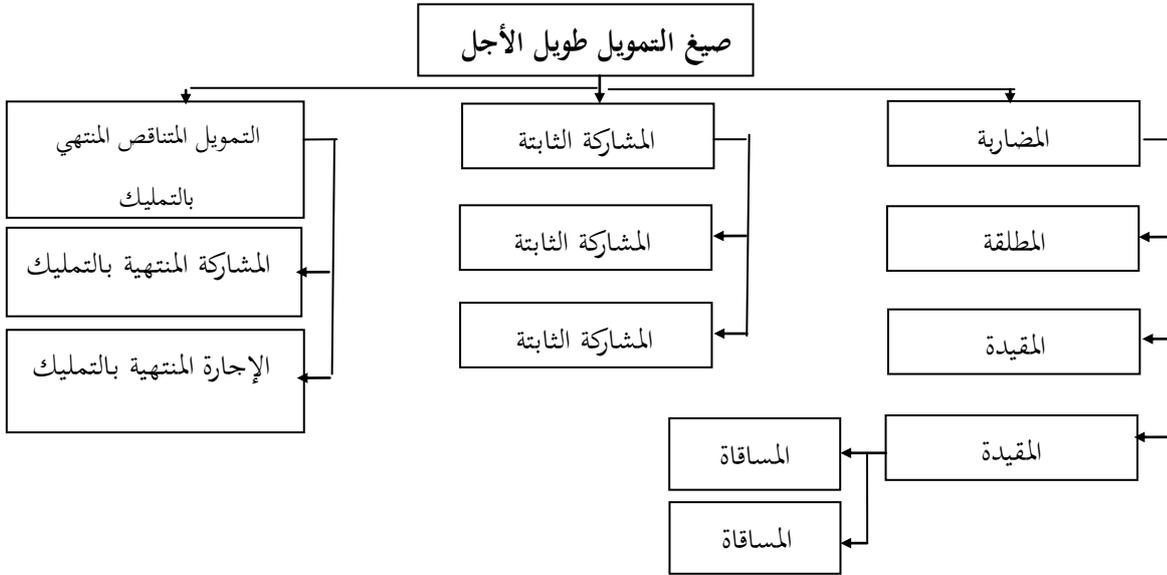 صيغ التمويل طويل الأجل
المضاربة
المشاركة الثابتة
التمويل المتناقص المنتهي
بالتمليك
المطلقة
المشاركة الثابتة
المشاركة المنتهية بالتمليك
المقيدة
المشاركة الثابتة
الإجارة المنتهية بالتمليك
المقيدة
المساقاة
المساقاة